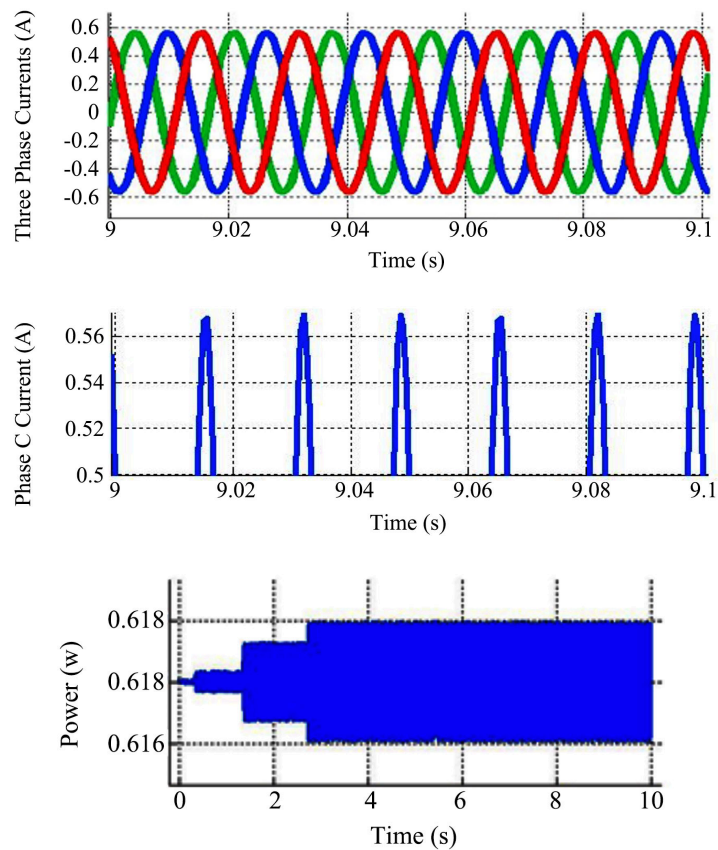 Three Phase Currents (A)
0.6
0.4
0.2
0
-0.2
-0.4
-0.6
9 9.02 9.04 9.06 9.08 9.1
Time (s)
Phase C Current (A)
0.56
0.54
0.52
0.5
9 9.02 9.04 9.06 9.08 9.1
Time (s)
Power (w)
0.618
0.618
0.616
0 2 4 6 8 10
Time (s)